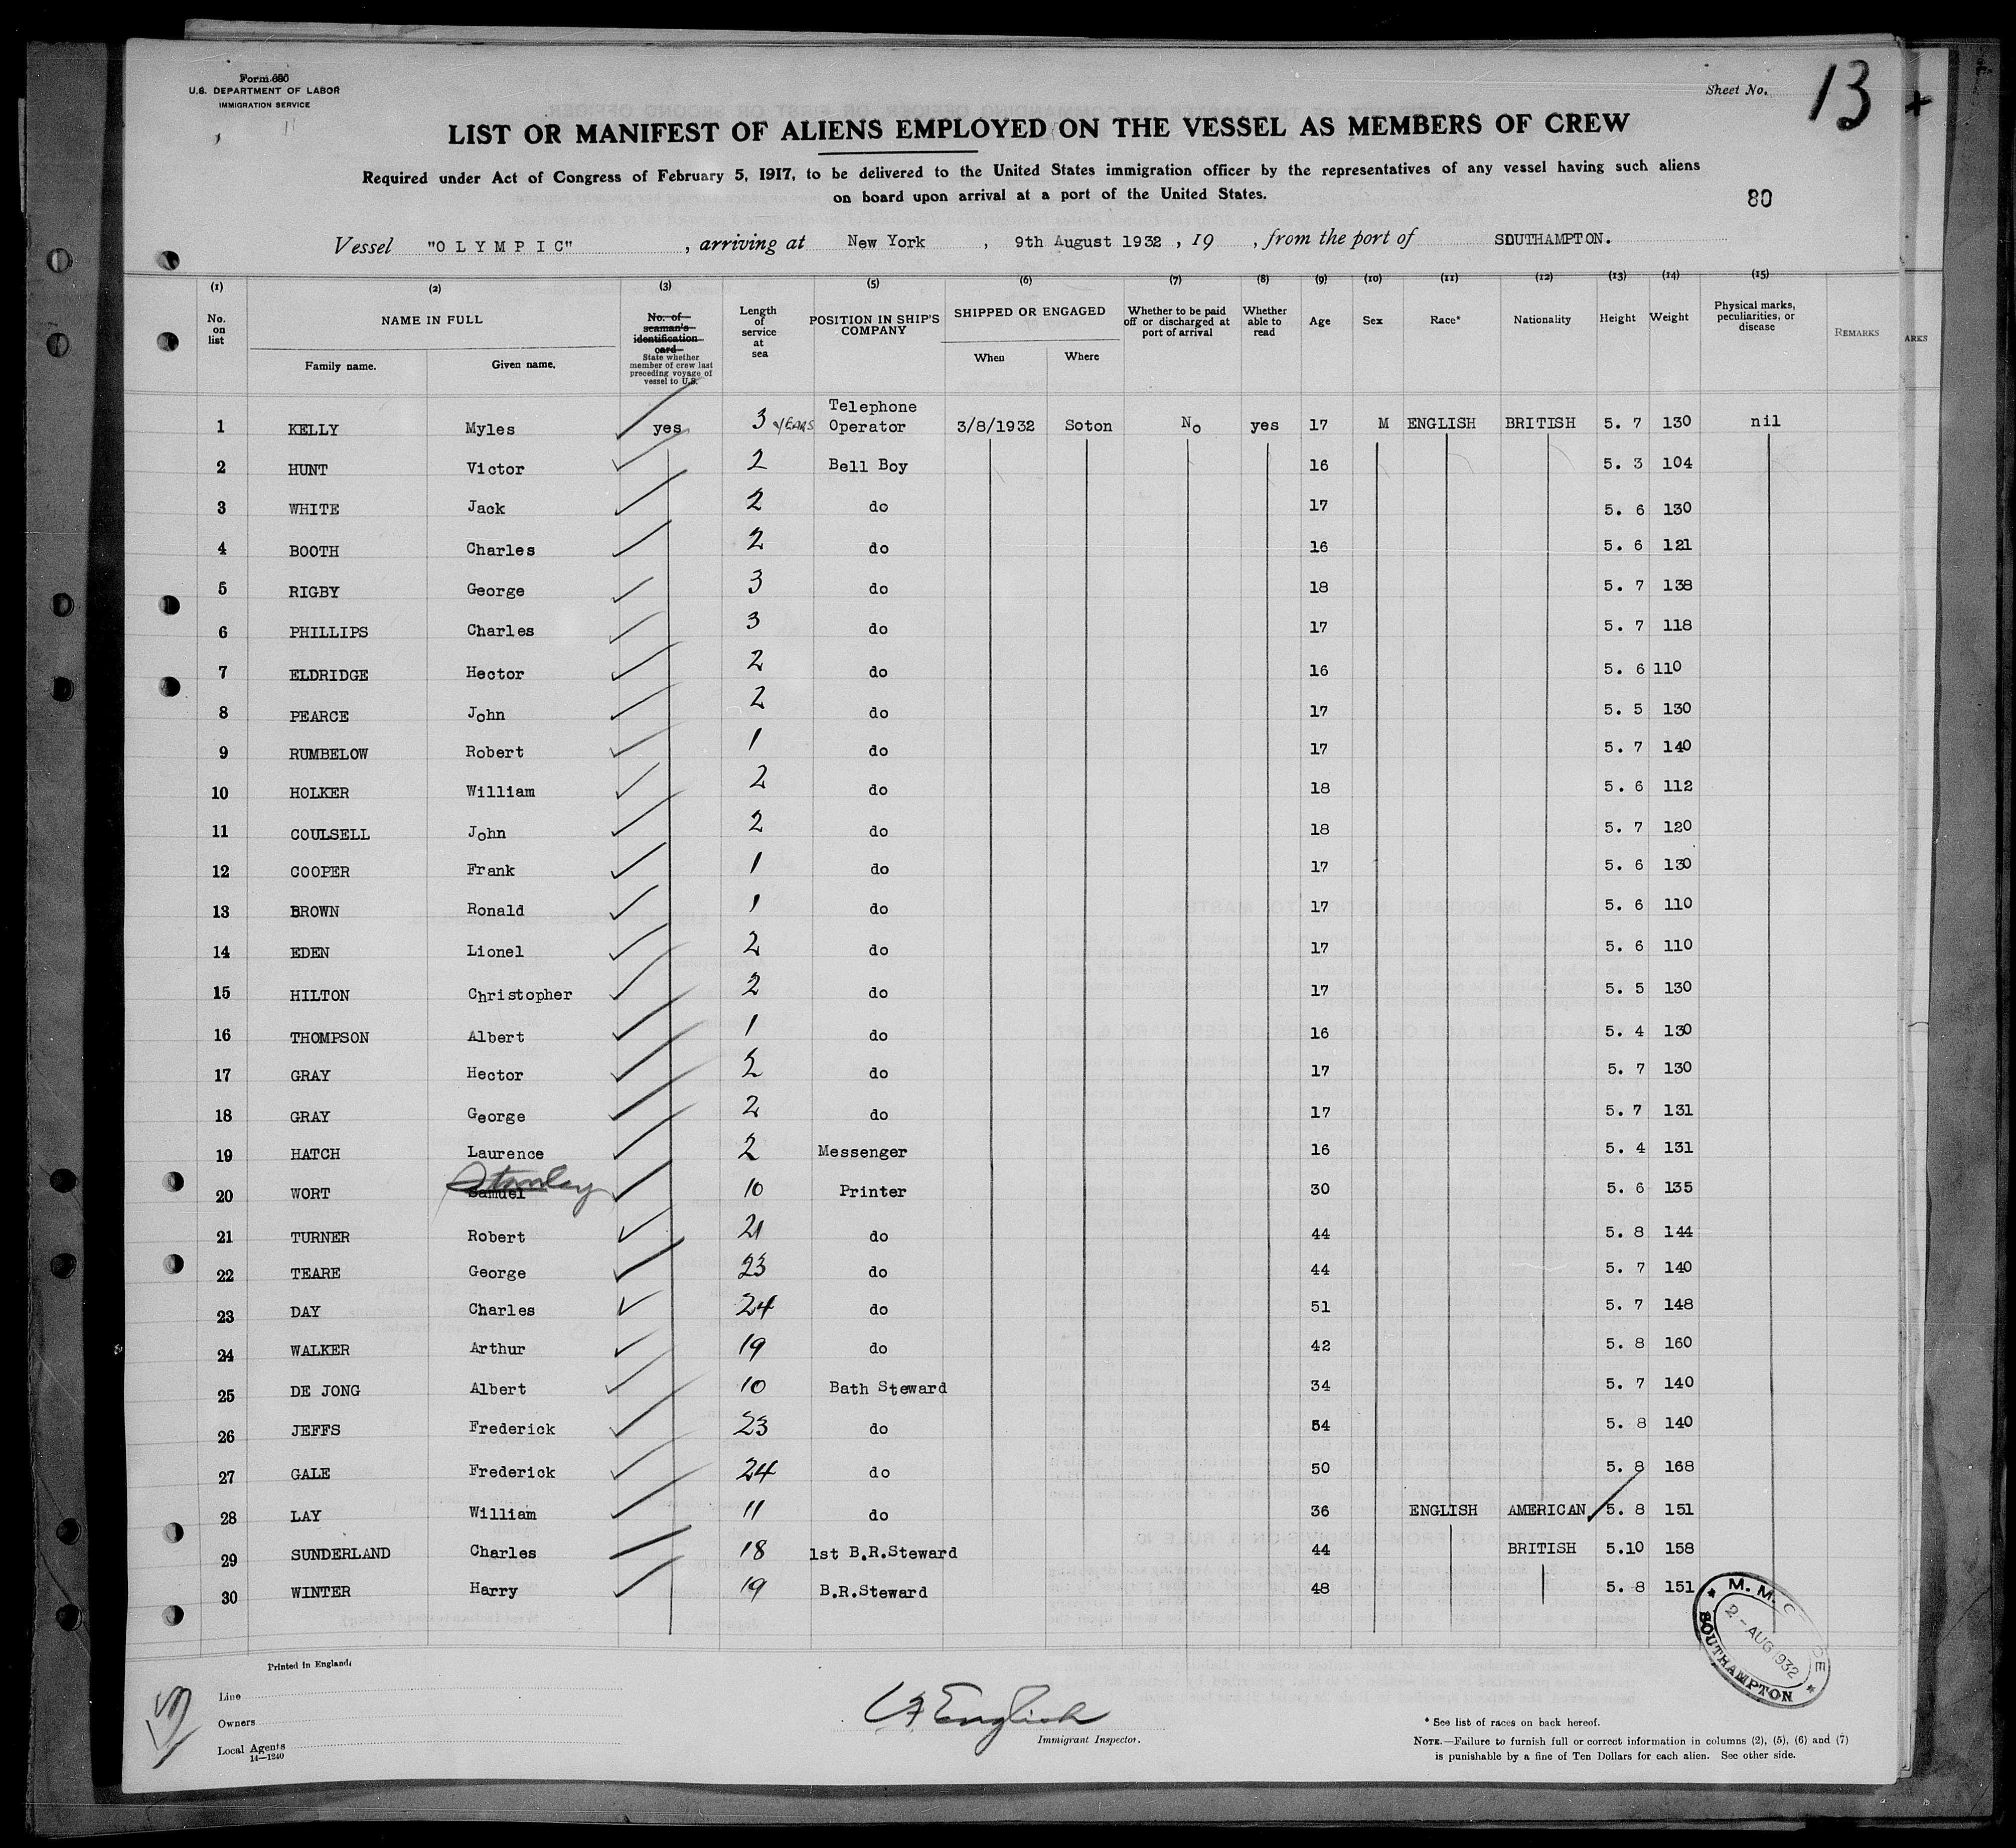 Form 680
U.S. DEPARTMENT OF LABOR
IMMIGRATION SERVICE
Sheet No. 13
LIST OR MANIFEST OF ALIENS EMPLOYED ON THE VESSEL AS MEMBERS OF CREW
Required under Act of Congress of February 5, 1917, to be delivered to the United States immigration officer by the representatives of any vessel having such aliens
on board upon arrival at a port of the United States.
80
Vessel "OLYMPIC", arriving at New York, 9th August 1932, 19 , from the port of SOUTHAMPTON.
(1) (2) (3) (5) (6) (7) (8) (9) (10) (11) (12) (13) (14) (15)
No. on list
NAME IN FULL
Family name. Given name.
No. of seaman's identification card
State whether member of crew last preceding voyage of vessel to U.S.
Length of service at sea
POSITION IN SHIP'S COMPANY
SHIPPED OR ENGAGED
When Where
Whether to be paid off or discharged at port of arrival
Whether able to read
Age
Sex
Race*
Nationality
Height
Weight
Physical marks, peculiarities, or disease
REMARKS
ARKS
1 KELLY Myles yes 3 YEARS Telephone Operator 3/8/1932 Soton No yes 17 M ENGLISH BRITISH 5. 7 130 nil
2 HUNT Victor 2 Bell Boy 16 5. 3 104
3 WHITE Jack 2 do 17 5. 6 130
4 BOOTH Charles 2 do 16 5. 6 121
5 RIGBY George 3 do 18 5. 7 138
6 PHILLIPS Charles 3 do 17 5. 7 118
7 ELDRIDGE Hector 2 do 16 5. 6 110
8 PEARCE John 2 do 17 5. 5 130
9 RUMBELOW Robert 1 do 17 5. 7 140
10 HOLKER William 2 do 18 5. 6 112
11 COULSELL John 2 do 18 5. 7 120
12 COOPER Frank 1 do 17 5. 6 130
13 BROWN Ronald 1 do 17 5. 6 110
14 EDEN Lionel 2 do 17 5. 6 110
15 HILTON Christopher 2 do 17 5. 5 130
16 THOMPSON Albert 1 do 16 5. 4 130
17 GRAY Hector 2 do 17 5. 7 130
18 GRAY George 2 do 17 5. 7 131
19 HATCH Laurence 2 Messenger 16 5. 4 131
20 WORT Samuel Stanley 10 Printer 30 5. 6 135
21 TURNER Robert 21 do 44 5. 8 144
22 TEARE George 23 do 44 5. 7 140
23 DAY Charles 24 do 51 5. 7 148
24 WALKER Arthur 19 do 42 5. 8 160
25 DE JONG Albert 10 Bath Steward 34 5. 7 140
26 JEFFS Frederick 23 do 54 5. 8 140
27 GALE Frederick 24 do 50 5. 8 168
28 LAY William 11 do 36 ENGLISH AMERICAN 5. 8 151
29 SUNDERLAND Charles 18 1st B.R.Steward 44 BRITISH 5.10 158
30 WINTER Harry 19 B.R.Steward 48 5. 8 151
M. M.
2-AUG 1932
SOUTHAMPTON
Printed in England.
Line
Owners
Local Agents
14—1240
English
Immigrant Inspector.
* See list of races on back hereof.
NOTE.—Failure to furnish full or correct information in columns (2), (5), (6) and (7)
is punishable by a fine of Ten Dollars for each alien. See other side.